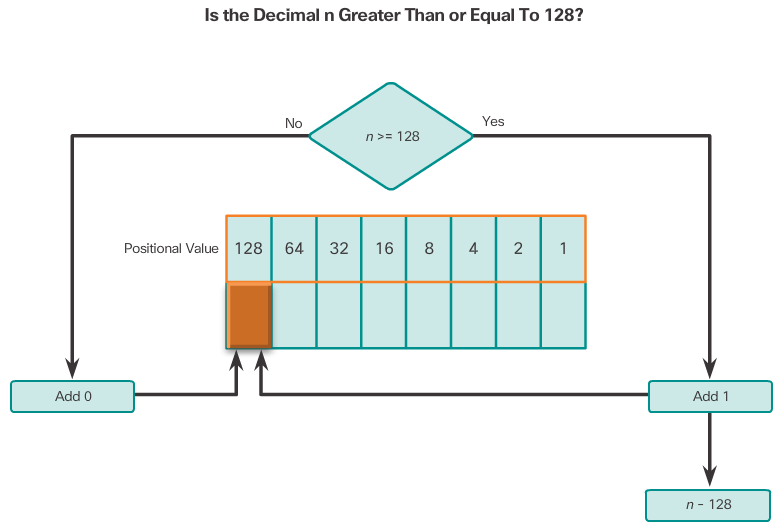 Is the Decimal n Greater Than or Equal To 128?
No
Yes
n >= 128
Positional Value 128 64 32 16 8 4 2 1
Add 0
Add 1
n - 128